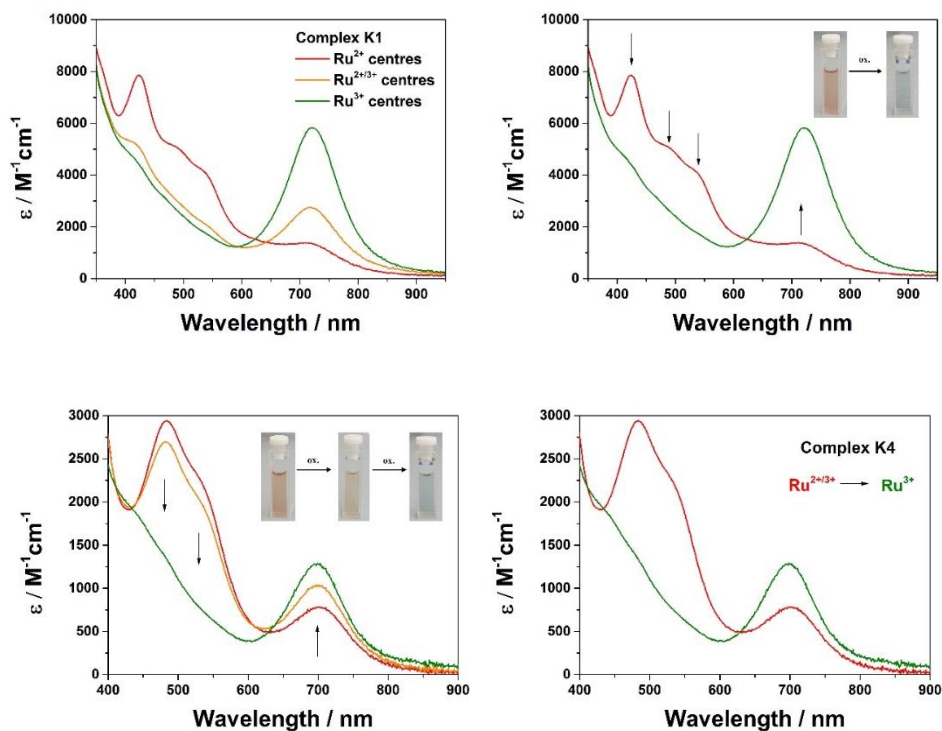 10000
8000
6000
4000
2000
0
ε / M⁻¹cm⁻¹
Complex K1
Ru²⁺ centres
Ru²⁺/³⁺ centres
Ru³⁺ centres
400 500 600 700 800 900
Wavelength / nm
10000
8000
6000
4000
2000
0
ε / M⁻¹cm⁻¹
ox.
400 500 600 700 800 900
Wavelength / nm
3000
2500
2000
1500
1000
500
0
ε / M⁻¹cm⁻¹
ox. ox.
400 500 600 700 800 900
Wavelength / nm
3000
2500
2000
1500
1000
500
0
ε / M⁻¹cm⁻¹
Complex K4
Ru²⁺/³⁺ → Ru³⁺
400 500 600 700 800 900
Wavelength / nm